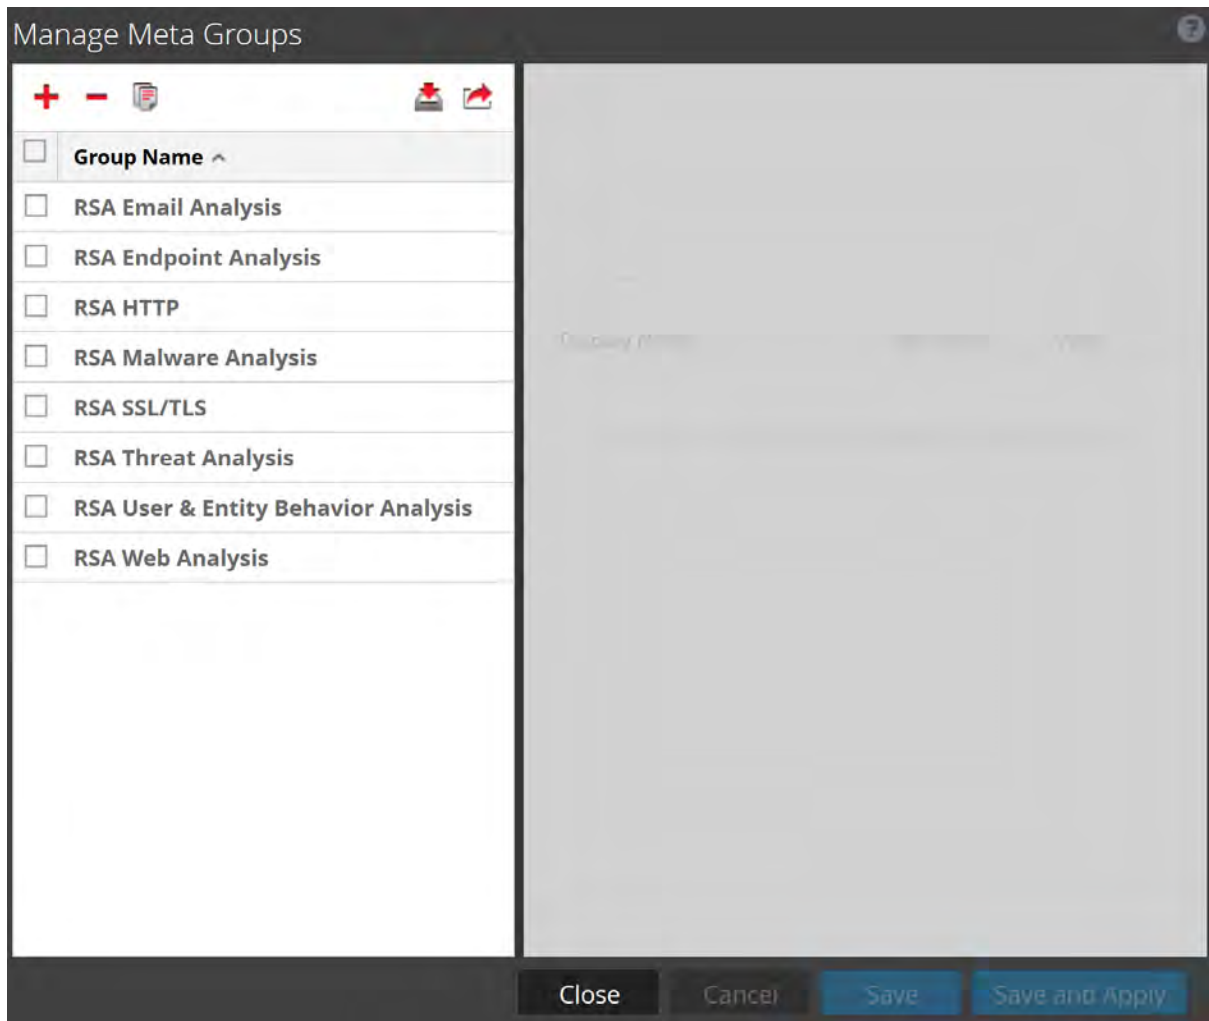 Manage Meta Groups
?
Group Name
RSA Email Analysis
RSA Endpoint Analysis
RSA HTTP
RSA Malware Analysis
RSA SSL/TLS
RSA Threat Analysis
RSA User & Entity Behavior Analysis
RSA Web Analysis
Close Cancel Save Save and Apply